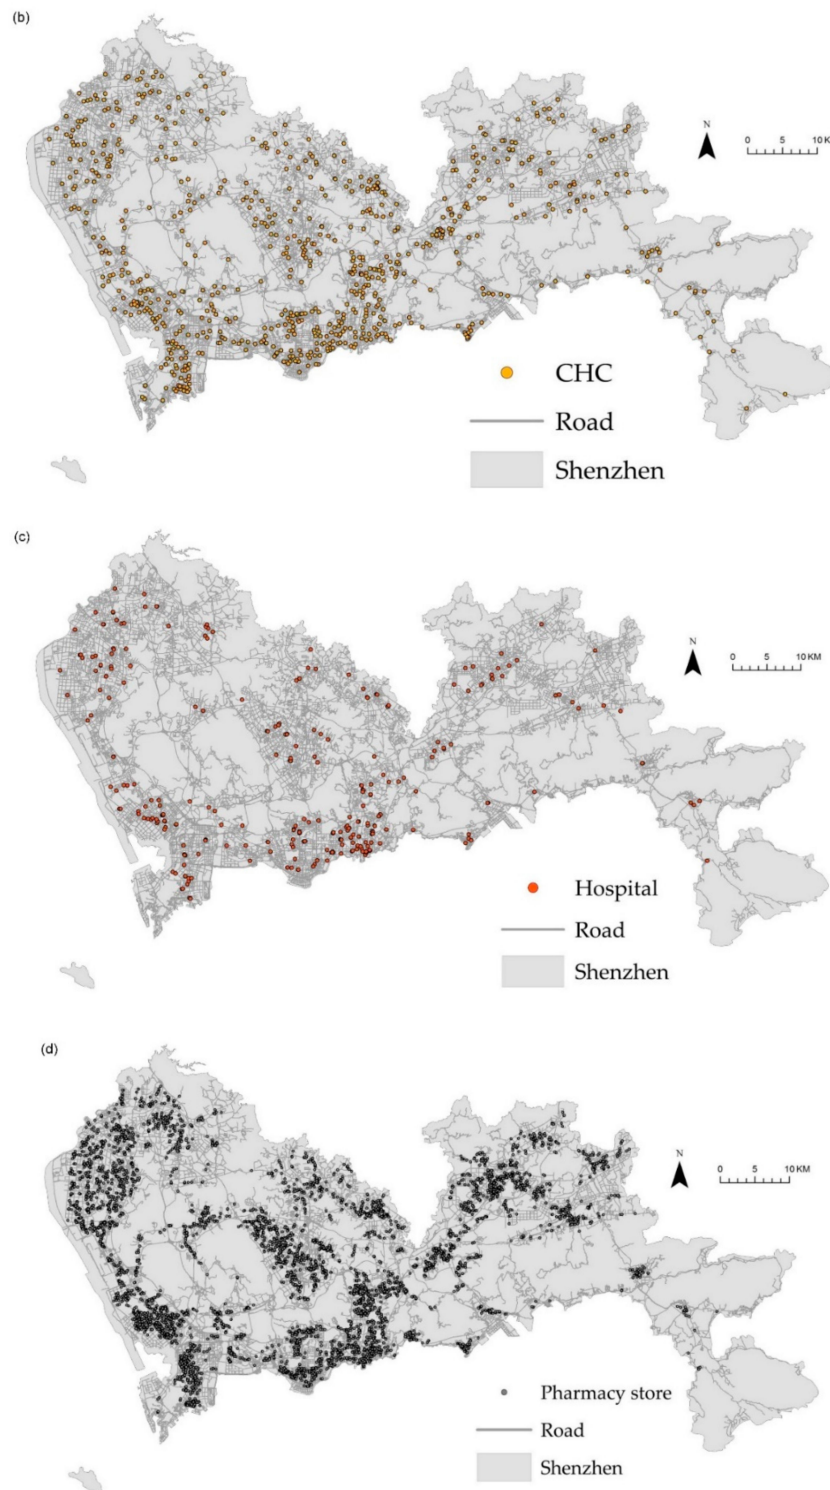 (b)
N
0 5 10 K
CHC
Road
Shenzhen
(c)
N
0 5 10 KM
Hospital
Road
Shenzhen
(d)
N
0 5 10 KM
Pharmacy store
Road
Shenzhen